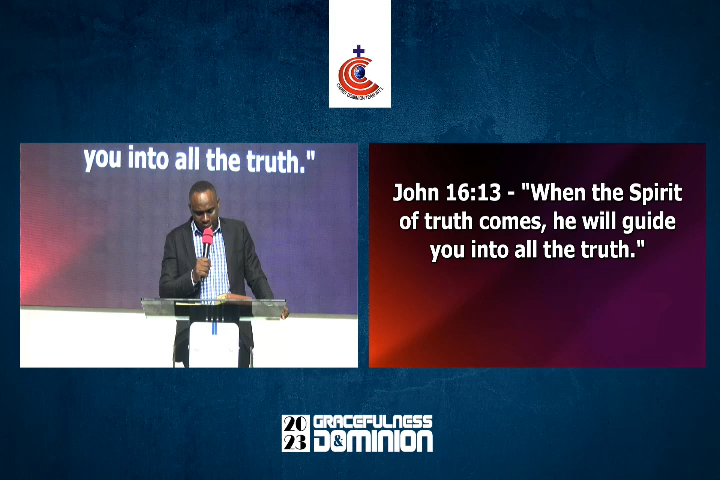 you into all the truth."
John 16:13 - "When the Spirit
of truth comes, he will guide
you into all the truth."
20
23
GRACEFULNESS
& DOMINION